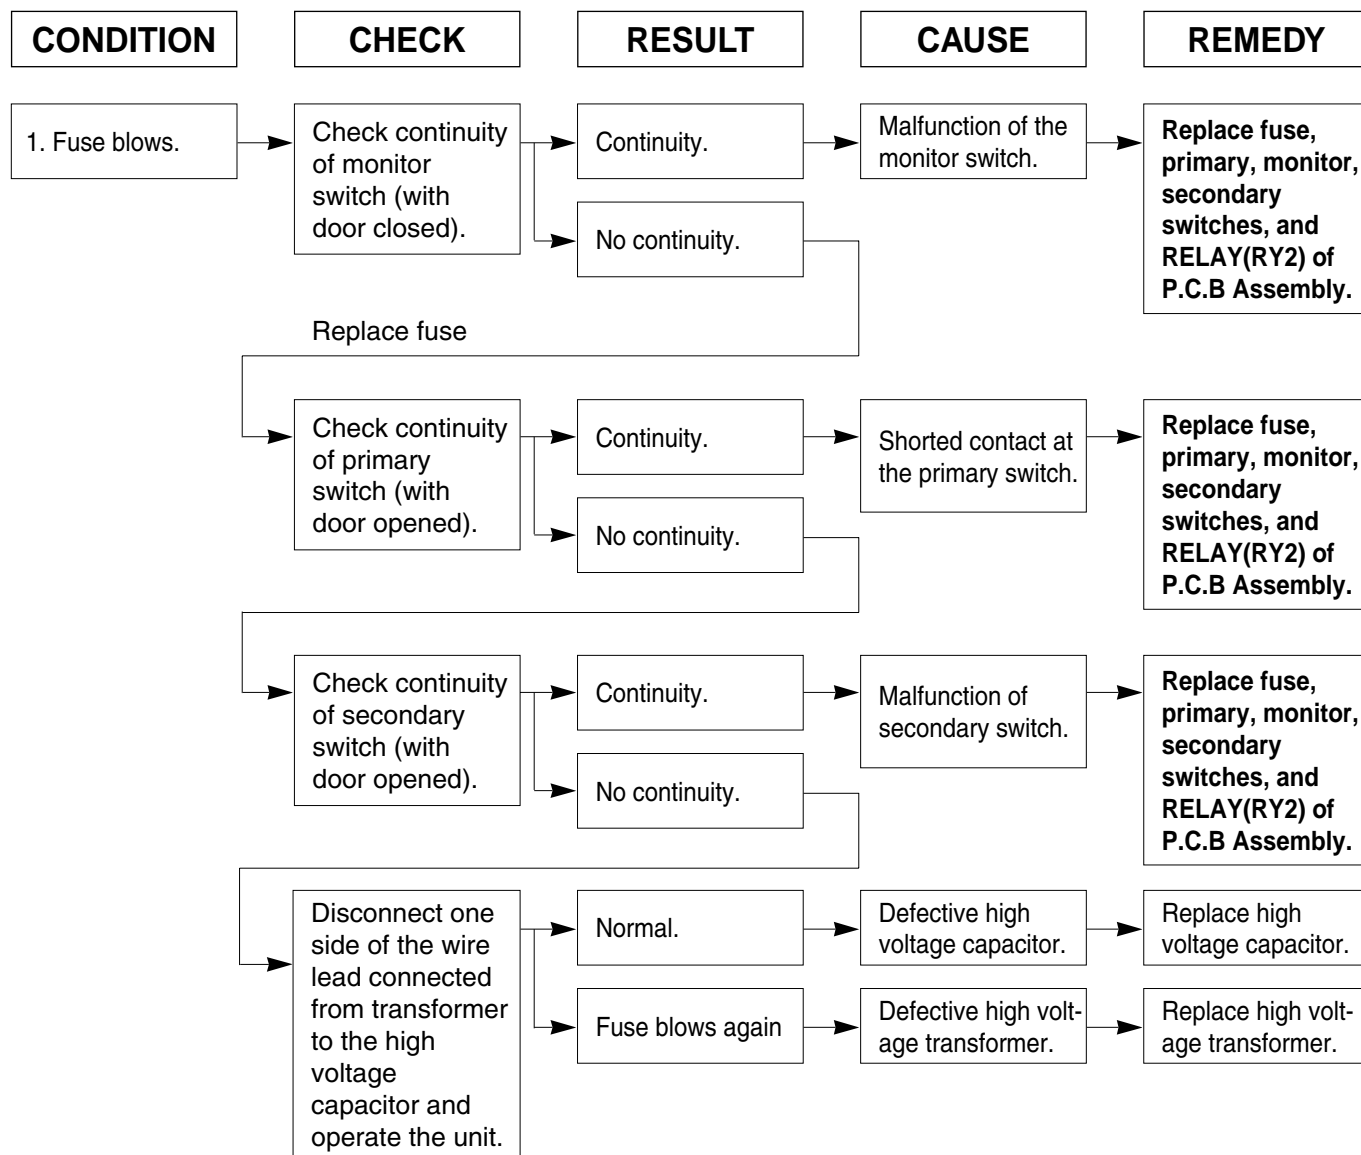 CONDITION
CHECK
RESULT
CAUSE
REMEDY
1. Fuse blows.
Check continuity
of monitor
switch (with
door closed).
Continuity.
Malfunction of the
monitor switch.
Replace fuse,
primary, monitor,
secondary
switches, and
RELAY(RY2) of
P.C.B Assembly.
No continuity.
Replace fuse
Check continuity
of primary
switch (with
door opened).
Continuity.
Shorted contact at
the primary switch.
Replace fuse,
primary, monitor,
secondary
switches, and
RELAY(RY2) of
P.C.B Assembly.
No continuity.
Check continuity
of secondary
switch (with
door opened).
Continuity.
Malfunction of
secondary switch.
Replace fuse,
primary, monitor,
secondary
switches, and
RELAY(RY2) of
P.C.B Assembly.
No continuity.
Disconnect one
side of the wire
lead connected
from transformer
to the high
voltage
capacitor and
operate the unit.
Normal.
Defective high
voltage capacitor.
Replace high
voltage capacitor.
Fuse blows again
Defective high volt-
age transformer.
Replace high volt-
age transformer.